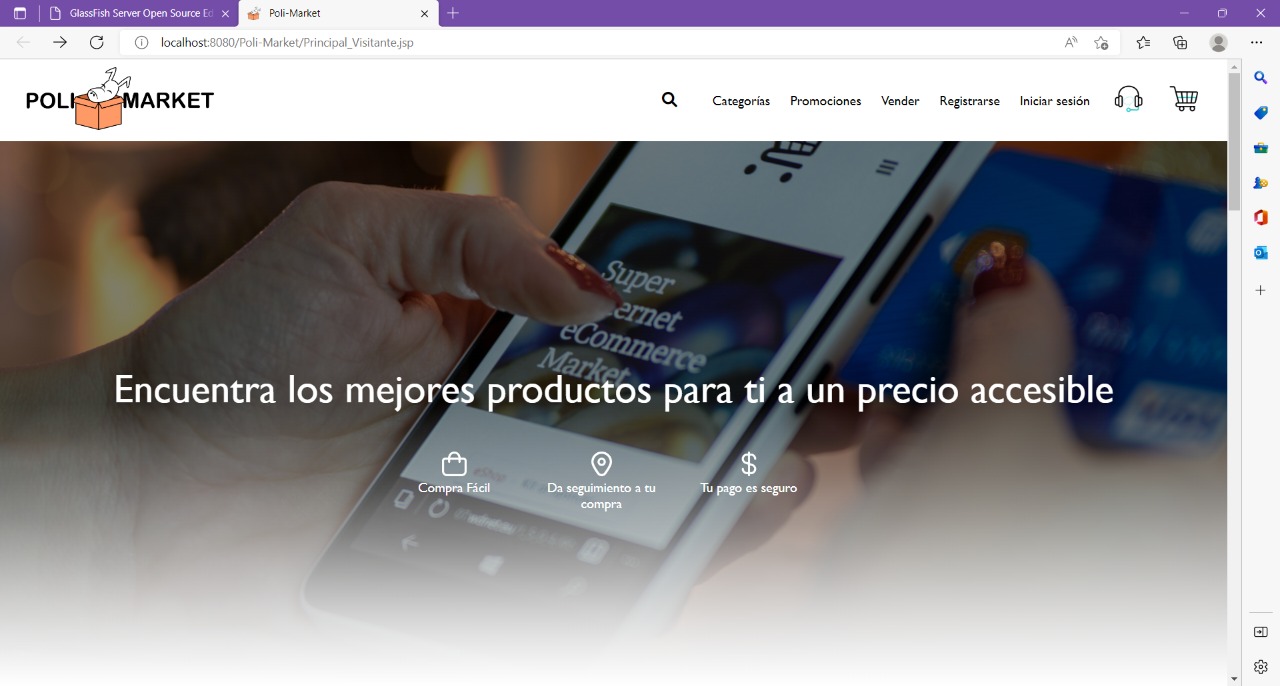 GlassFish Server Open Source Ed
Poli-Market
localhost:8080/Poli-Market/Principal_Visitante.jsp
POLI MARKET
Categorías
Promociones
Vender
Registrarse
Iniciar sesión
Super
eCommerce
Market
Encuentra los mejores productos para ti a un precio accesible
Compra Fácil
Da seguimiento a tu
compra
Tu pago es seguro